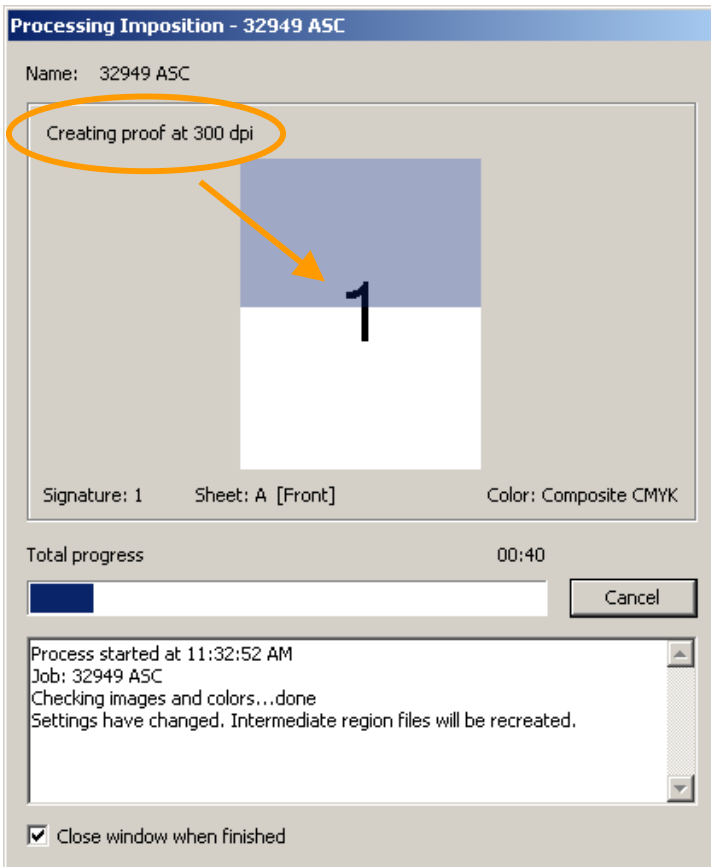 Processing Imposition - 32949 ASC
Name: 32949 ASC
Creating proof at 300 dpi
1
Signature: 1 Sheet: A [Front] Color: Composite CMYK
Total progress 00:40
Cancel
Process started at 11:32:52 AM
Job: 32949 ASC
Checking images and colors...done
Settings have changed. Intermediate region files will be recreated.
Close window when finished